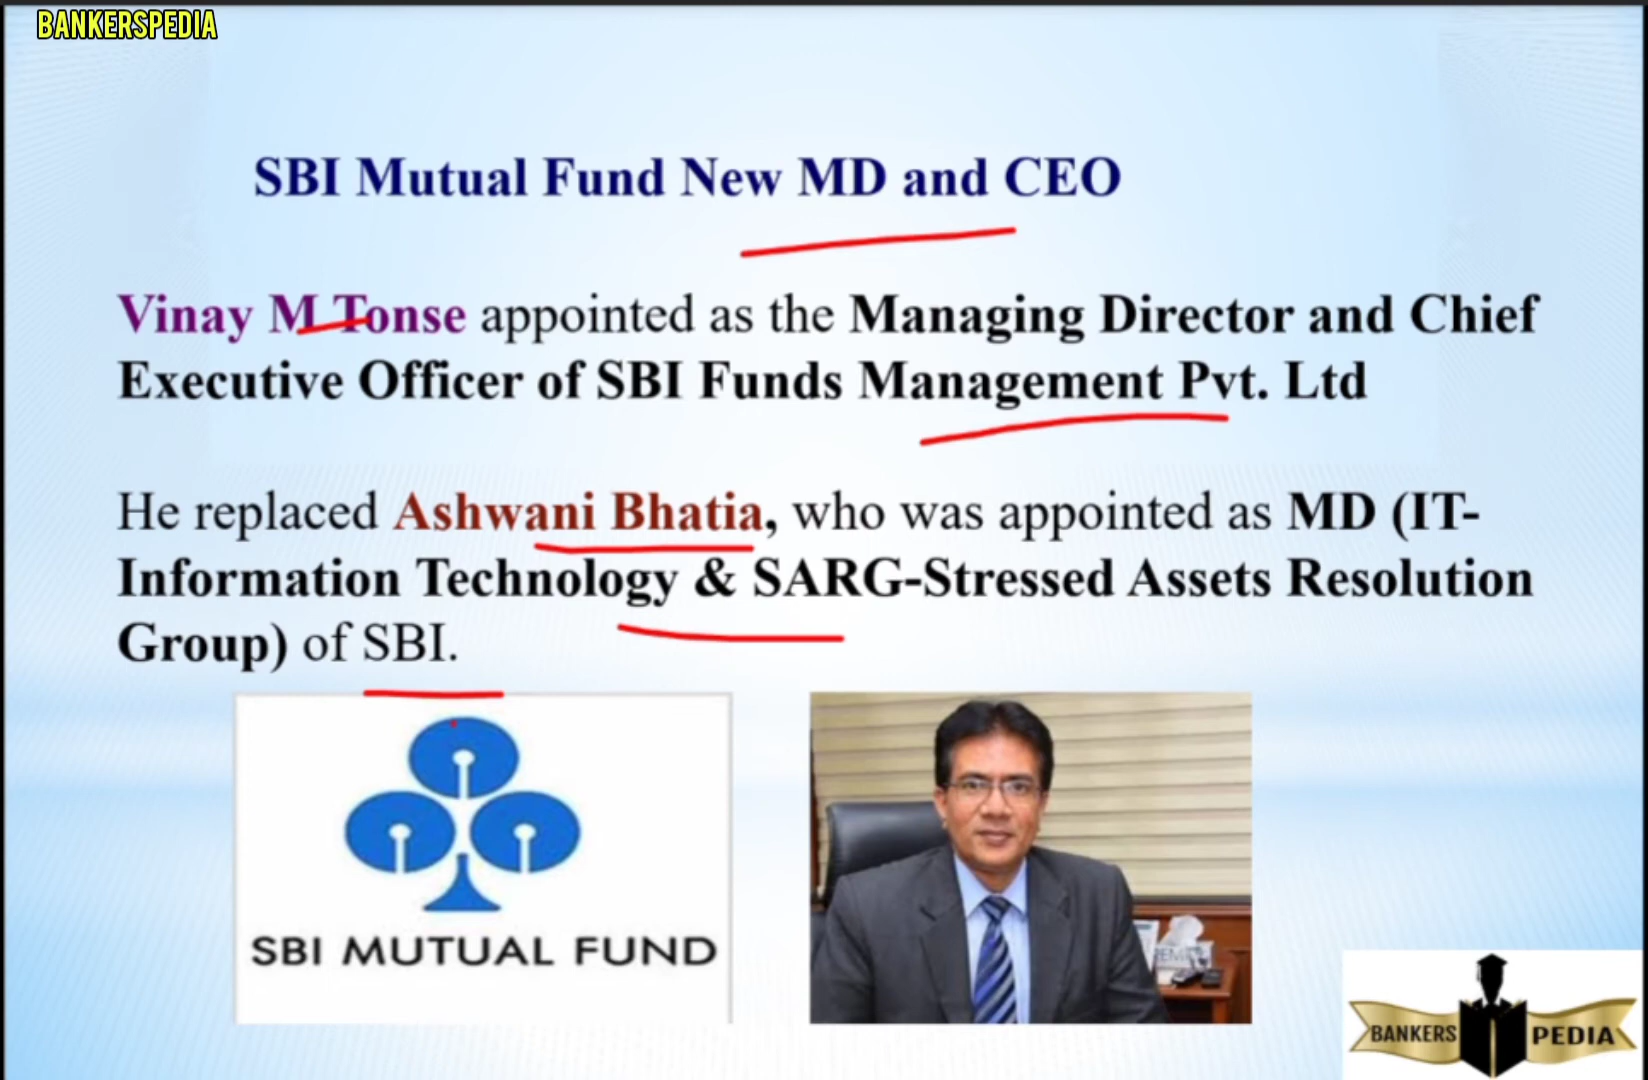 BANKERSPEDIA
SBI Mutual Fund New MD and CEO
Vinay M Tonse appointed as the Managing Director and Chief
Executive Officer of SBI Funds Management Pvt. Ltd
He replaced Ashwani Bhatia, who was appointed as MD (IT-
Information Technology & SARG-Stressed Assets Resolution
Group) of SBI.
SBI MUTUAL FUND
BANKERS PEDIA